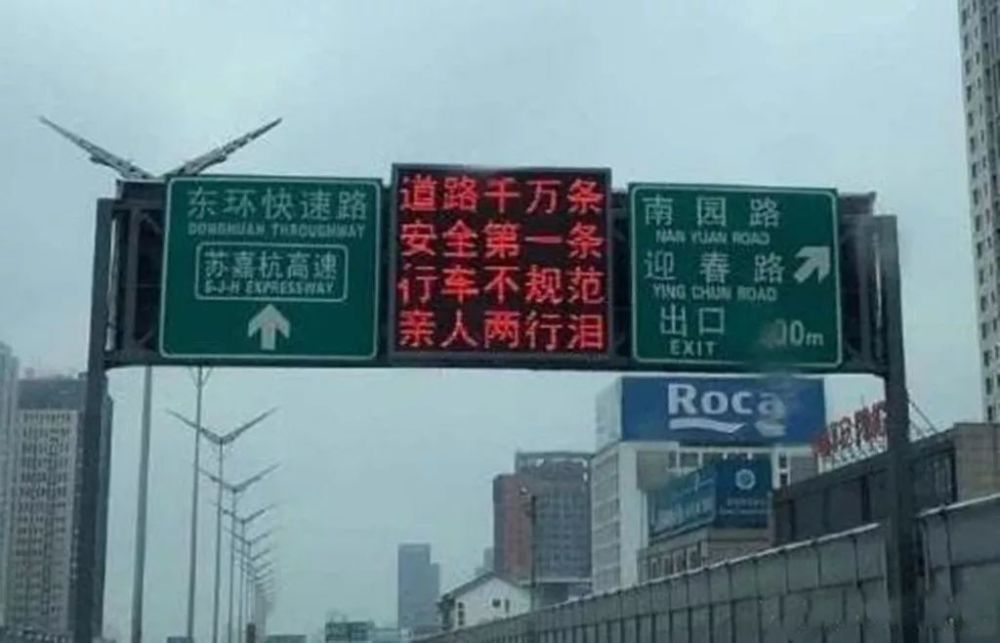 东环快速路
DONGHUAN THROUGHWAY
苏嘉杭高速
S-J-H EXPRESSWAY
道路千万条
安全第一条
行车不规范
亲人两行泪
南园路
NAN YUAN ROAD
迎春路
YING CHUN ROAD
出口
EXIT
00m
Roca